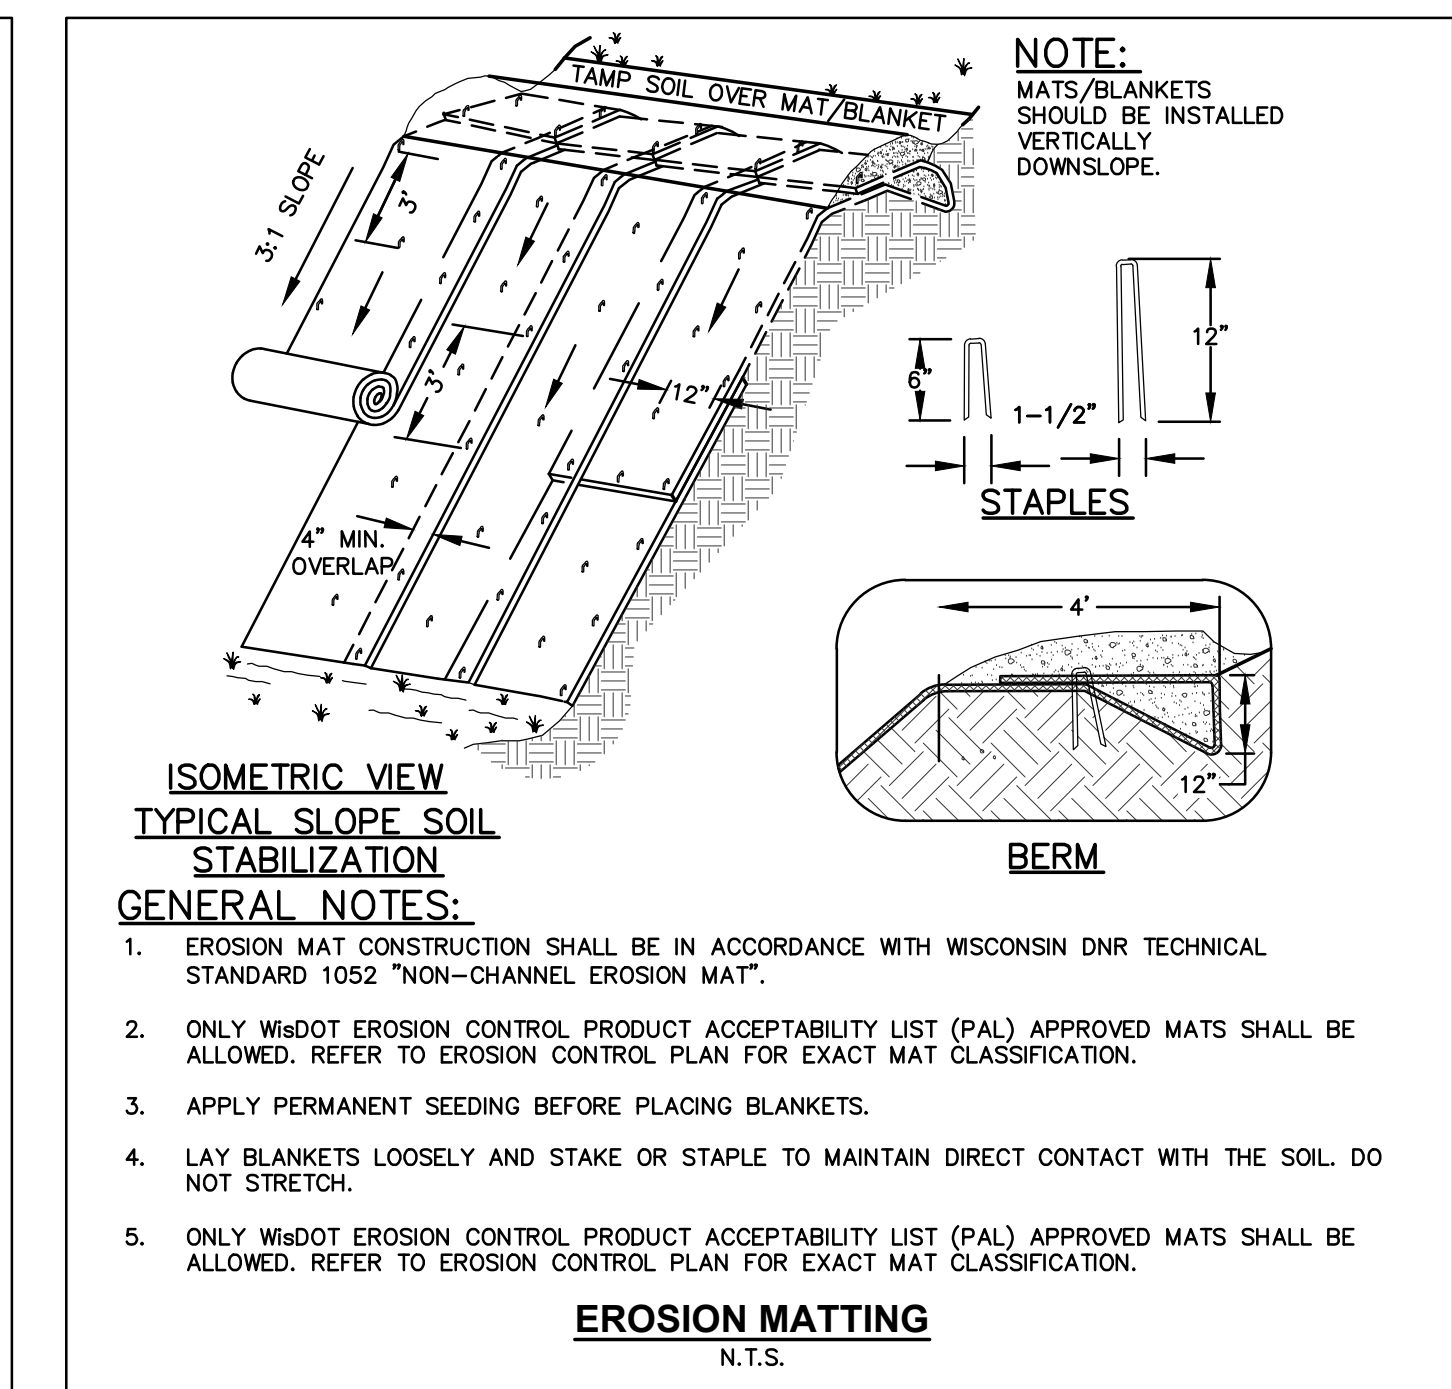 TAMP SOIL OVER MAT/BLANKET
NOTE:
MATS/BLANKETS
SHOULD BE INSTALLED
VERTICALLY
DOWNSLOPE.
3:1 SLOPE
3'
3'
12"
4" MIN.
OVERLAP
6"
1-1/2"
12"
STAPLES
4'
12"
BERM
ISOMETRIC VIEW
TYPICAL SLOPE SOIL
STABILIZATION
GENERAL NOTES:
1. EROSION MAT CONSTRUCTION SHALL BE IN ACCORDANCE WITH WISCONSIN DNR TECHNICAL
STANDARD 1052 "NON-CHANNEL EROSION MAT".
2. ONLY WisDOT EROSION CONTROL PRODUCT ACCEPTABILITY LIST (PAL) APPROVED MATS SHALL BE
ALLOWED. REFER TO EROSION CONTROL PLAN FOR EXACT MAT CLASSIFICATION.
3. APPLY PERMANENT SEEDING BEFORE PLACING BLANKETS.
4. LAY BLANKETS LOOSELY AND STAKE OR STAPLE TO MAINTAIN DIRECT CONTACT WITH THE SOIL. DO
NOT STRETCH.
5. ONLY WisDOT EROSION CONTROL PRODUCT ACCEPTABILITY LIST (PAL) APPROVED MATS SHALL BE
ALLOWED. REFER TO EROSION CONTROL PLAN FOR EXACT MAT CLASSIFICATION.
EROSION MATTING
N.T.S.